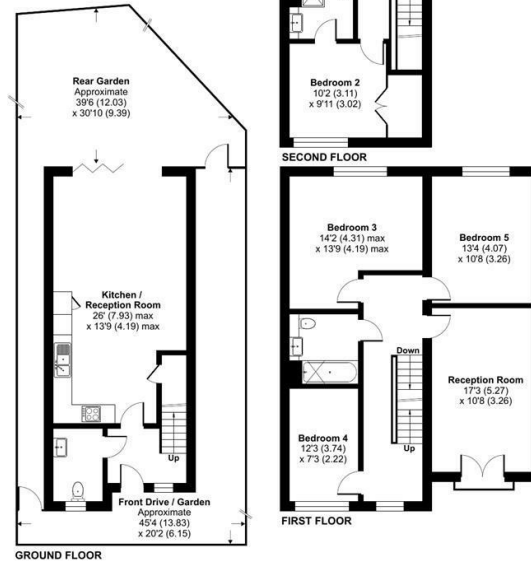 Rear Garden
Approximate
39'6 (12.03)
x 30'10 (9.39)
Kitchen /
Reception Room
26' (7.93) max
x 13'9 (4.19) max
Up
Front Drive / Garden
Approximate
45'4 (13.83)
x 20'2 (6.15)
GROUND FLOOR
Bedroom 2
10'2 (3.11)
x 9'11 (3.02)
SECOND FLOOR
Bedroom 3
14'2 (4.31) max
x 13'9 (4.19) max
Bedroom 5
13'4 (4.07)
x 10'8 (3.26)
Down
Reception Room
17'3 (5.27)
x 10'8 (3.26)
Bedroom 4
12'3 (3.74)
x 7'3 (2.22)
Up
FIRST FLOOR